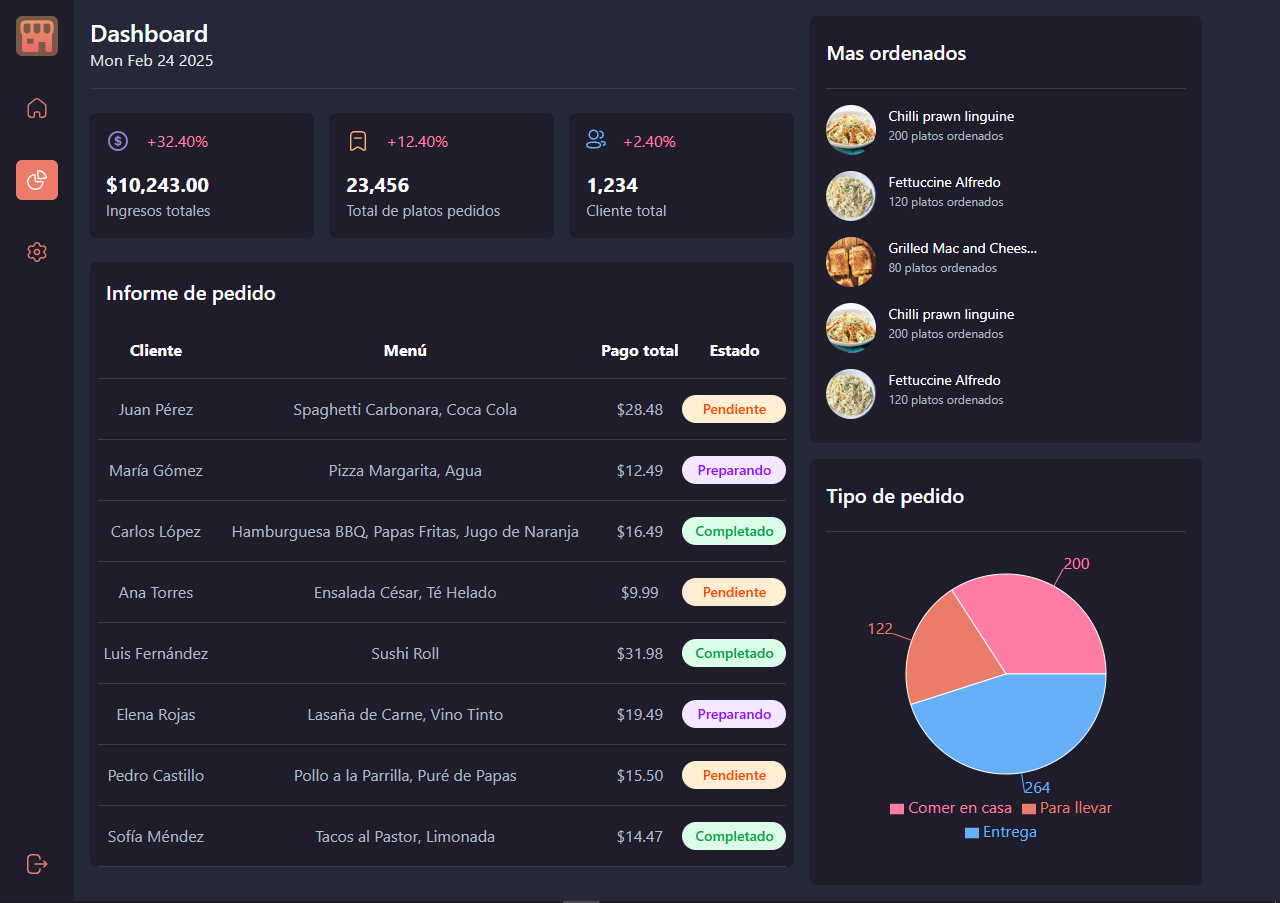 Dashboard
Mon Feb 24 2025
+32.40%
$10,243.00
Ingresos totales
+12.40%
23,456
Total de platos pedidos
+2.40%
1,234
Cliente total
Informe de pedido
Cliente Menú Pago total Estado
Juan Pérez Spaghetti Carbonara, Coca Cola $28.48 Pendiente
María Gómez Pizza Margarita, Agua $12.49 Preparando
Carlos López Hamburguesa BBQ, Papas Fritas, Jugo de Naranja $16.49 Completado
Ana Torres Ensalada César, Té Helado $9.99 Pendiente
Luis Fernández Sushi Roll $31.98 Completado
Elena Rojas Lasaña de Carne, Vino Tinto $19.49 Preparando
Pedro Castillo Pollo a la Parrilla, Puré de Papas $15.50 Pendiente
Sofía Méndez Tacos al Pastor, Limonada $14.47 Completado
Mas ordenados
Chilli prawn linguine
200 platos ordenados
Fettuccine Alfredo
120 platos ordenados
Grilled Mac and Chees...
80 platos ordenados
Chilli prawn linguine
200 platos ordenados
Fettuccine Alfredo
120 platos ordenados
Tipo de pedido
200
122
264
Comer en casa Para llevar
Entrega